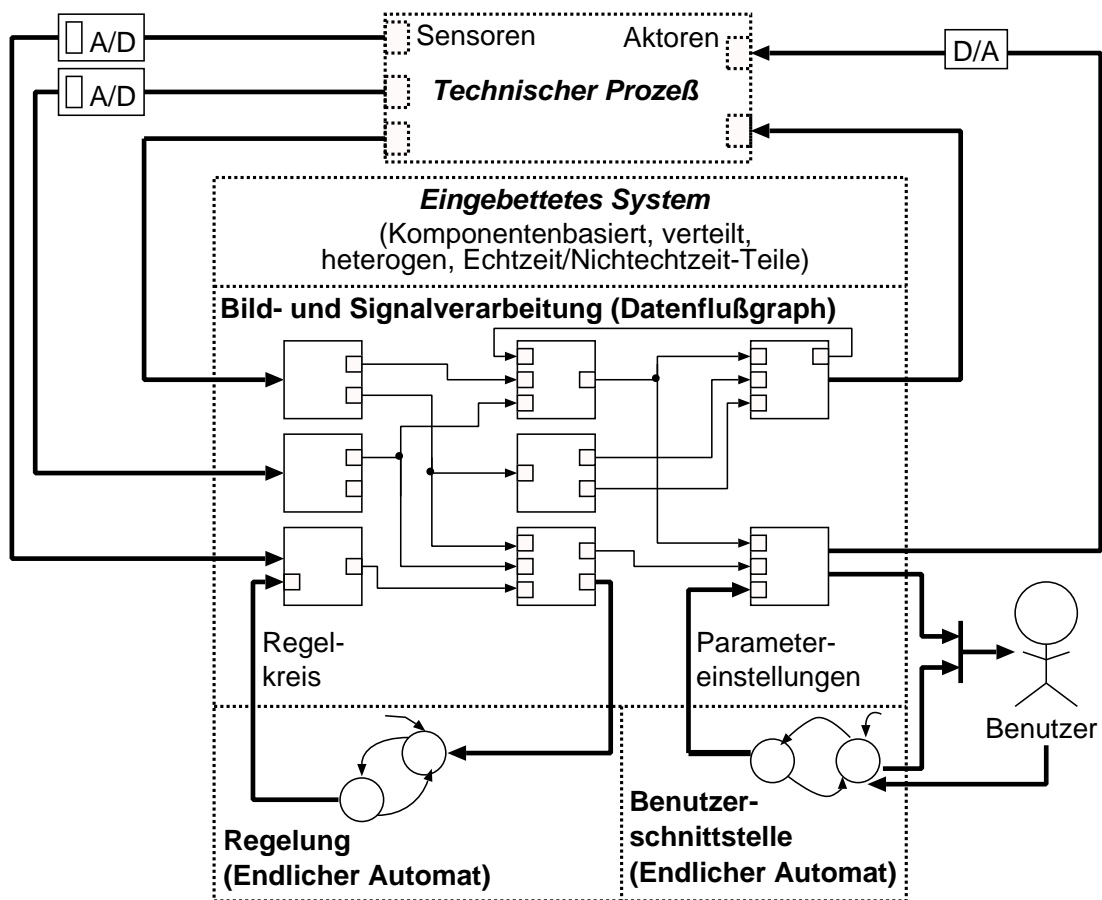 A/D
Sensoren
Aktoren
D/A
A/D
Technischer Prozeß
Eingebettetes System
(Komponentenbasiert, verteilt,
heterogen, Echtzeit/Nichtechtzeit-Teile)
Bild- und Signalverarbeitung (Datenflußgraph)
Regel-
kreis
Parameter-
einstellungen
Benutzer
Regelung
(Endlicher Automat)
Benutzer-
schnittstelle
(Endlicher Automat)